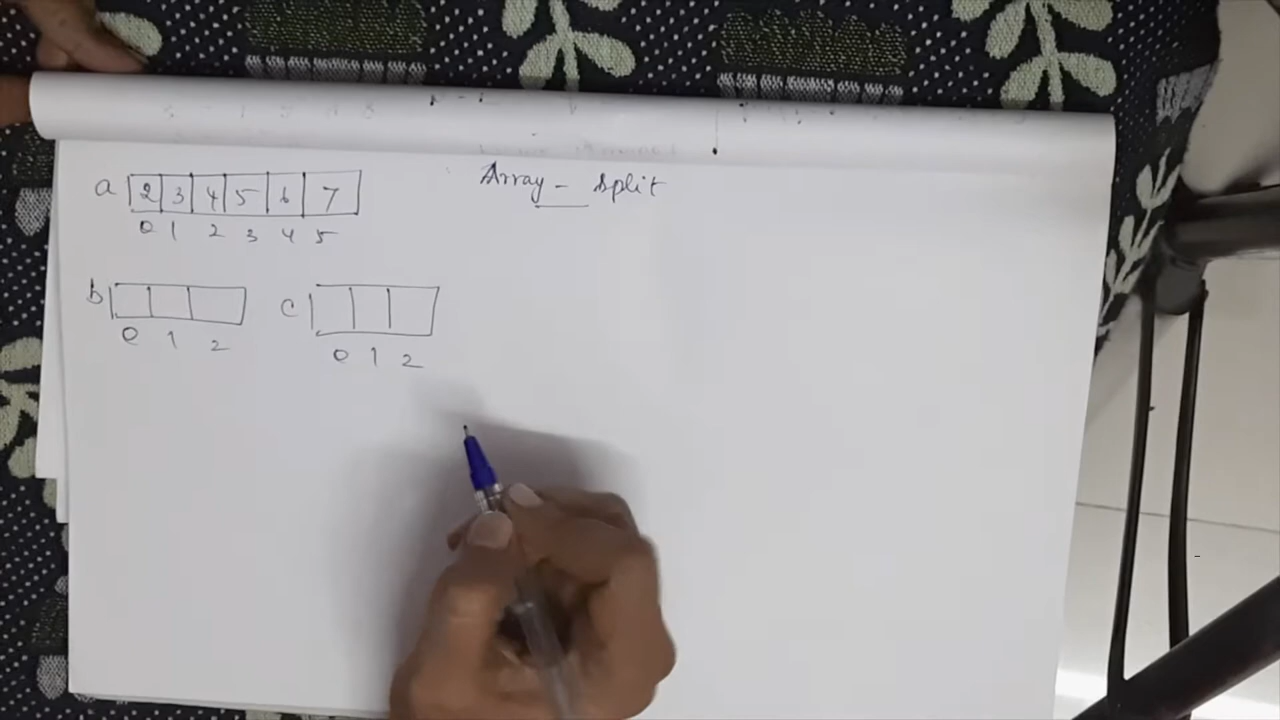 Array - Split
a 2 3 4 5 6 7
0 1 2 3 4 5
b c
0 1 2 0 1 2